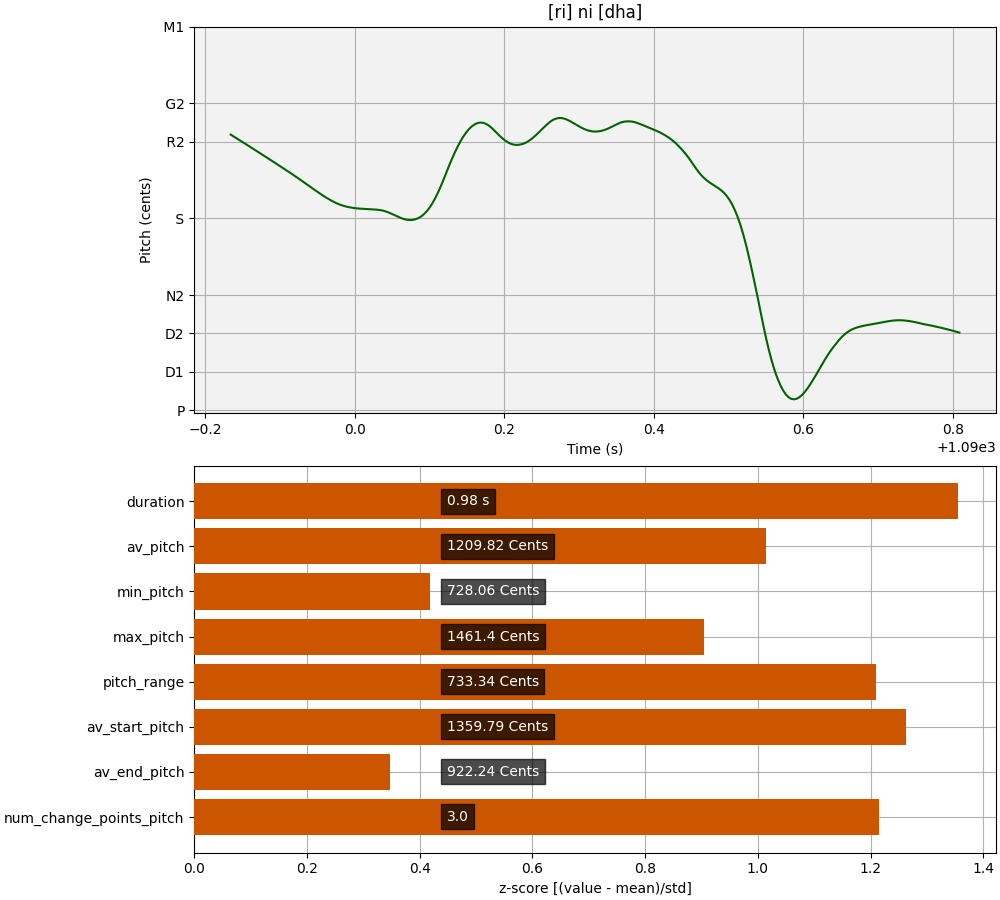 [ri] ni [dha]
M1
G2
R2
S
N2
D2
D1
P
Pitch (cents)
−0.2 0.0 0.2 0.4 0.6 0.8
+1.09e3
Time (s)
duration 0.98 s
av_pitch 1209.82 Cents
min_pitch 728.06 Cents
max_pitch 1461.4 Cents
pitch_range 733.34 Cents
av_start_pitch 1359.79 Cents
av_end_pitch 922.24 Cents
num_change_points_pitch 3.0
0.0 0.2 0.4 0.6 0.8 1.0 1.2 1.4
z-score [(value - mean)/std]